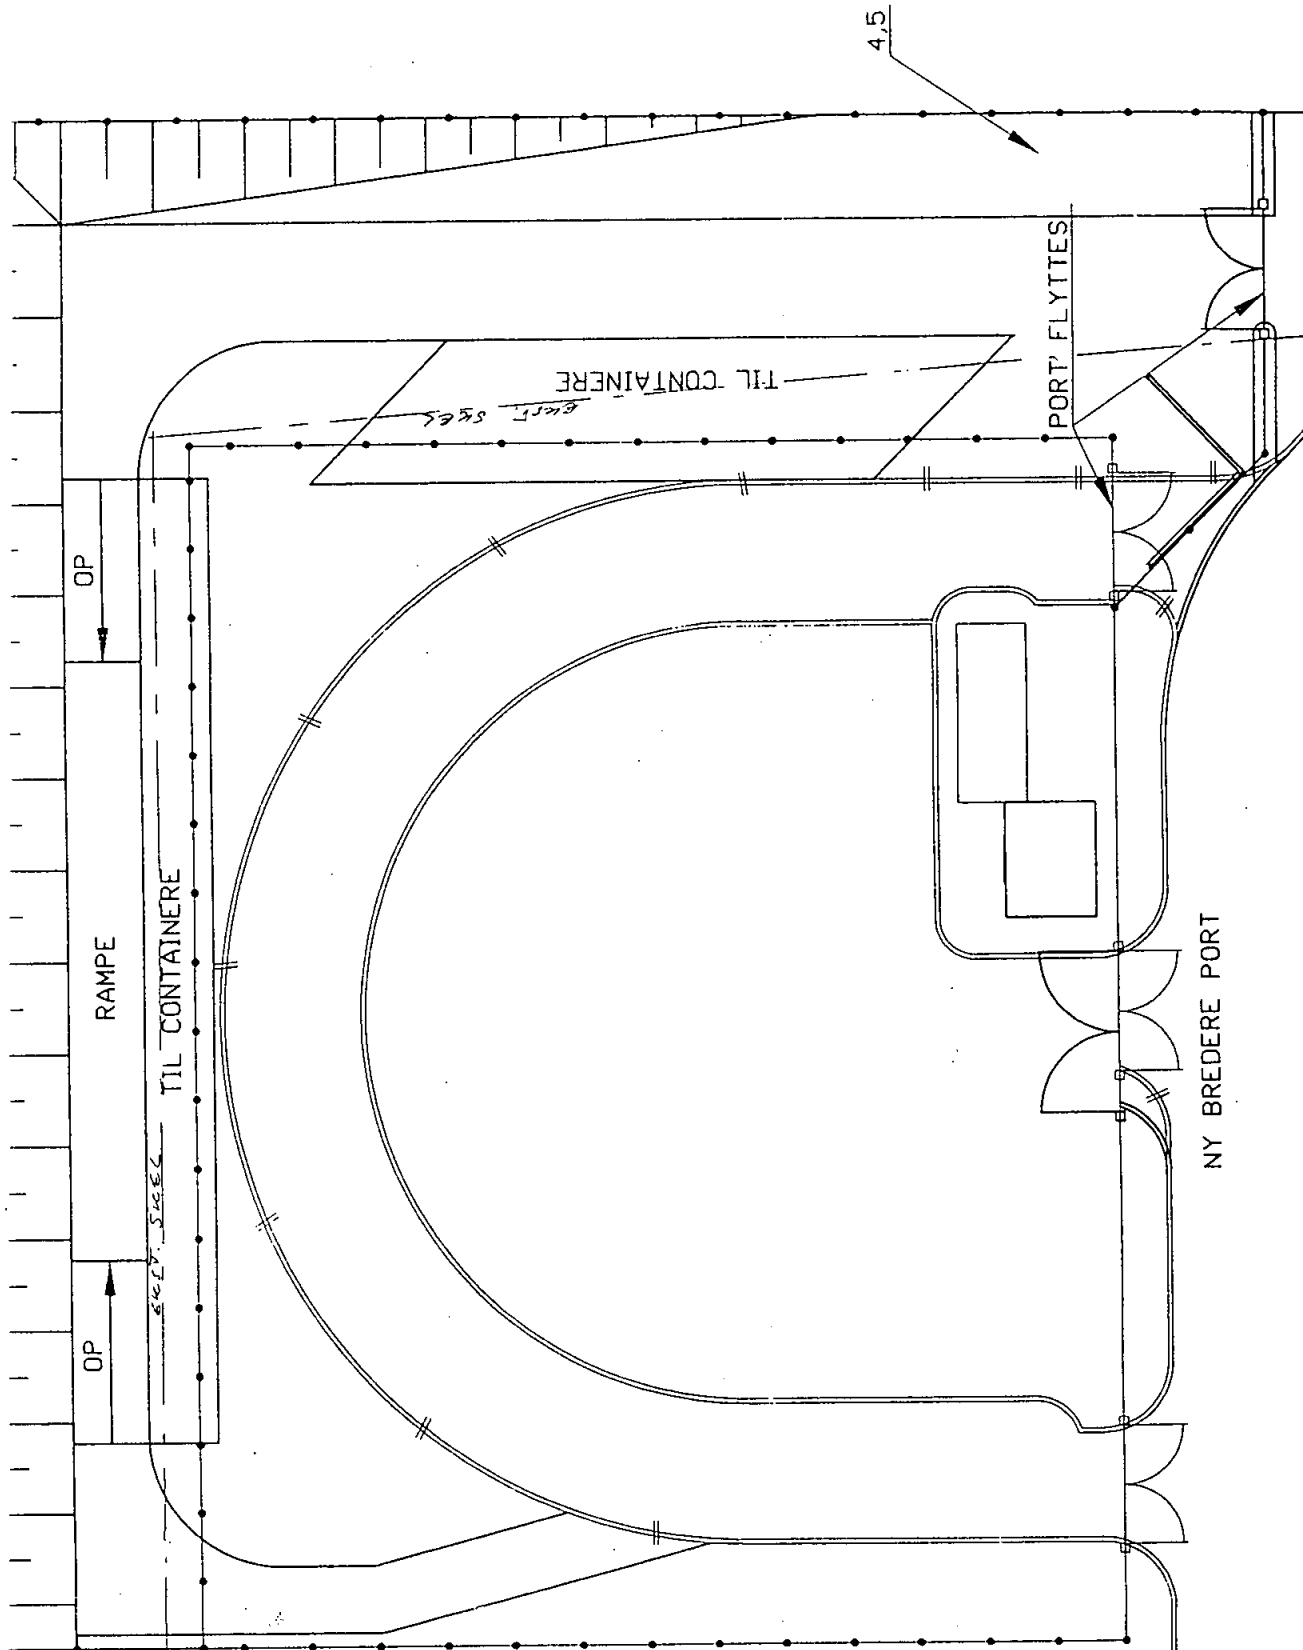 4,5
PORT' FLYTTES
TIL CONTAINERE
OP
RAMPE
TIL CONTAINERE
OP
NY BREDERE PORT